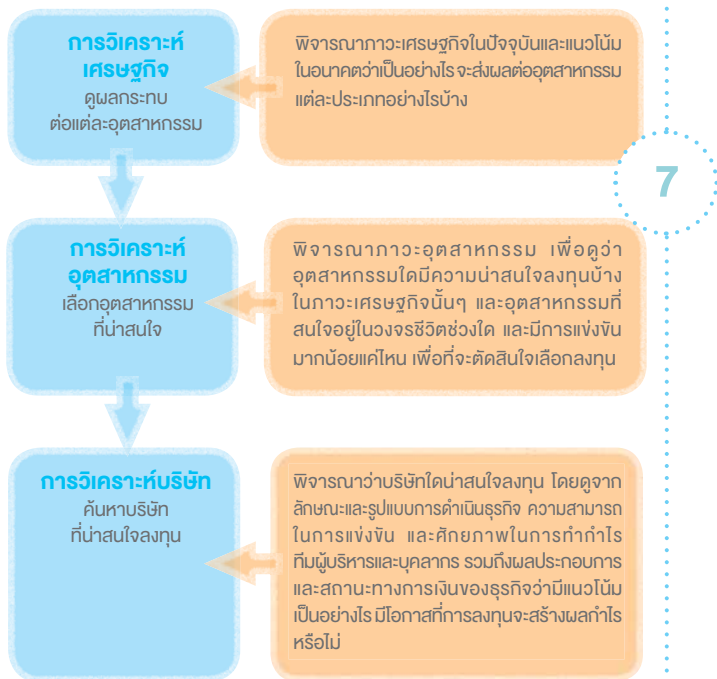 การวิเคราะห์
เศรษฐกิจ
ดูผลกระทบ
ต่อแต่ละอุตสาหกรรม
พิจารณาภาวะเศรษฐกิจในปัจจุบันและแนวโน้ม
ในอนาคตว่าเป็นอย่างไร จะส่งผลต่ออุตสาหกรรม
แต่ละประเภทอย่างไรบ้าง
7
การวิเคราะห์
อุตสาหกรรม
เลือกอุตสาหกรรม
ที่น่าสนใจ
พิจารณาภาวะอุตสาหกรรม เพื่อดูว่า
อุตสาหกรรมใดมีความน่าสนใจลงทุนบ้าง
ในภาวะเศรษฐกิจนั้นๆ และอุตสาหกรรมที่
สนใจอยู่ในวงจรชีวิตช่วงใด และมีการแข่งขัน
มากน้อยแค่ไหน เพื่อที่จะตัดสินใจเลือกลงทุน
การวิเคราะห์บริษัท
ค้นหาบริษัท
ที่น่าสนใจลงทุน
พิจารณาว่าบริษัทใดน่าสนใจลงทุน โดยดูจาก
ลักษณะและรูปแบบการดำเนินธุรกิจ ความสามารถ
ในการแข่งขัน และศักยภาพในการทำกำไร
ทีมผู้บริหารและบุคลากร รวมถึงผลประกอบการ
และสถานะทางการเงินของธุรกิจว่ามีแนวโน้ม
เป็นอย่างไร มีโอกาสที่การลงทุนจะสร้างผลกำไร
หรือไม่